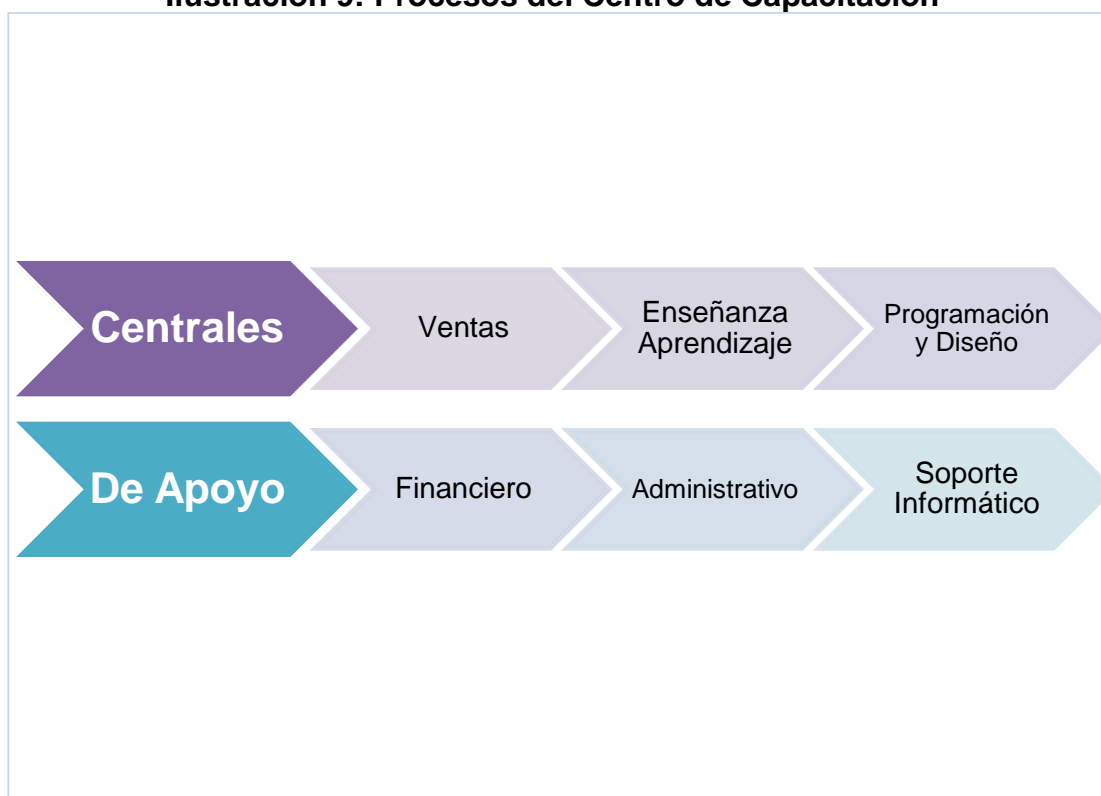 Ilustración 9. Procesos del Centro de Capacitación
Centrales
Ventas
Enseñanza
Aprendizaje
Programación
y Diseño
De Apoyo
Financiero
Administrativo
Soporte
Informático